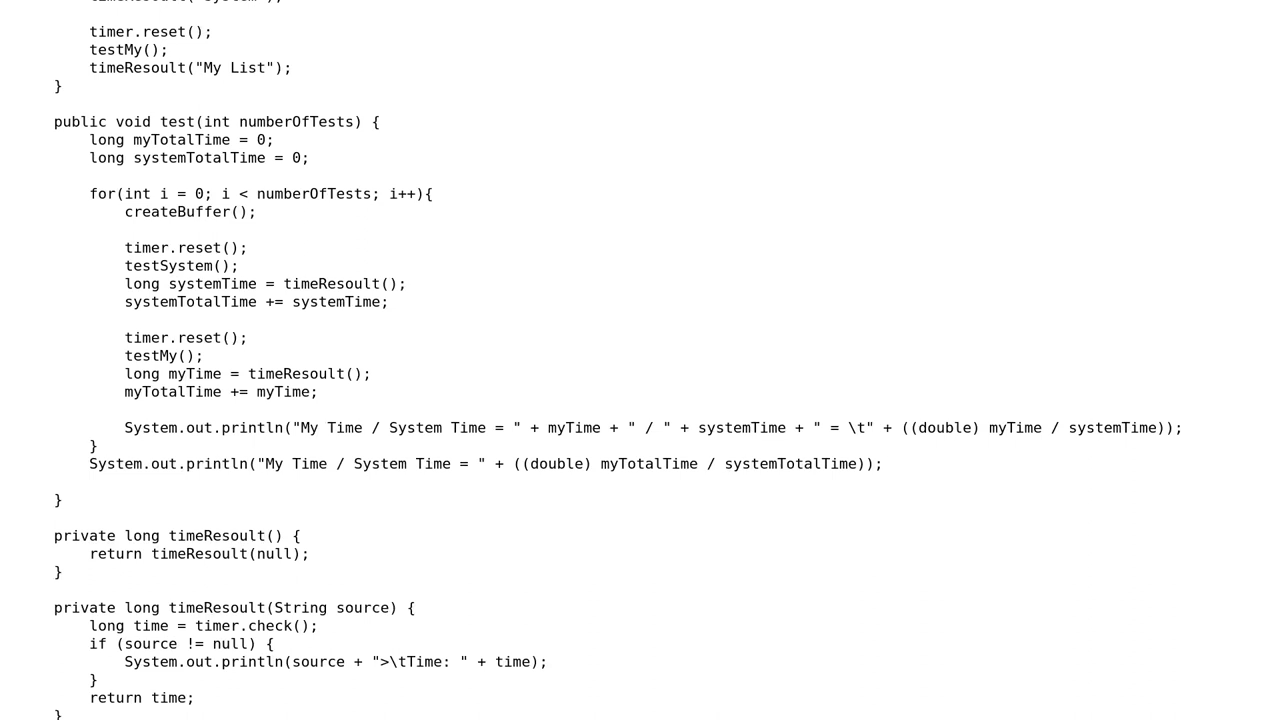 timer.reset();
testMy();
timeResoult("My List");
}
public void test(int numberOfTests) {
long myTotalTime = 0;
long systemTotalTime = 0;
for(int i = 0; i < numberOfTests; i++){
createBuffer();
timer.reset();
testSystem();
long systemTime = timeResoult();
systemTotalTime += systemTime;
timer.reset();
testMy();
long myTime = timeResoult();
myTotalTime += myTime;
System.out.println("My Time / System Time = " + myTime + " / " + systemTime + " = \t" + ((double) myTime / systemTime));
}
System.out.println("My Time / System Time = " + ((double) myTotalTime / systemTotalTime));
}
private long timeResoult() {
return timeResoult(null);
}
private long timeResoult(String source) {
long time = timer.check();
if (source != null) {
System.out.println(source + ">\tTime: " + time);
}
return time;
}